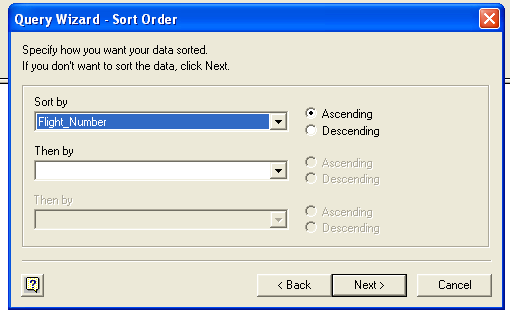 Query Wizard - Sort Order
Specify how you want your data sorted.
If you don't want to sort the data, click Next.
Sort by
Flight_Number
Ascending
Descending
Then by
Ascending
Descending
Then by
Ascending
Descending
?
< Back
Next >
Cancel